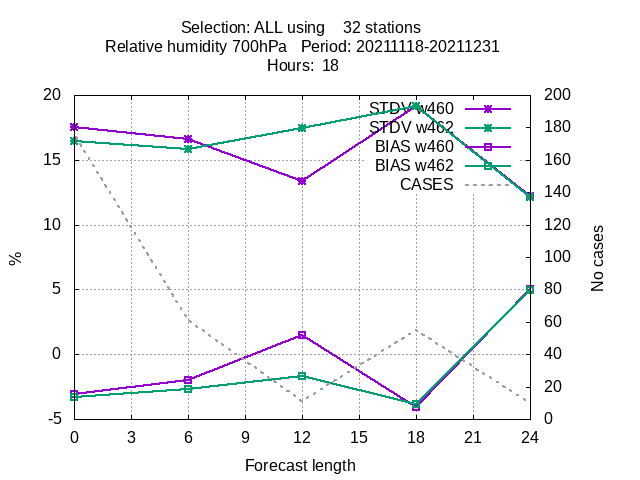 Selection: ALL using    32 stations
Relative humidity 700hPa   Period: 20211118-20211231
Hours:  18
20 200
180
15 160
140
10 120
100
5 80
60
0 40
20
-5 0
%
No cases
STDV w460
STDV w462
BIAS w460
BIAS w462
CASES
0 3 6 9 12 15 18 21 24
Forecast length